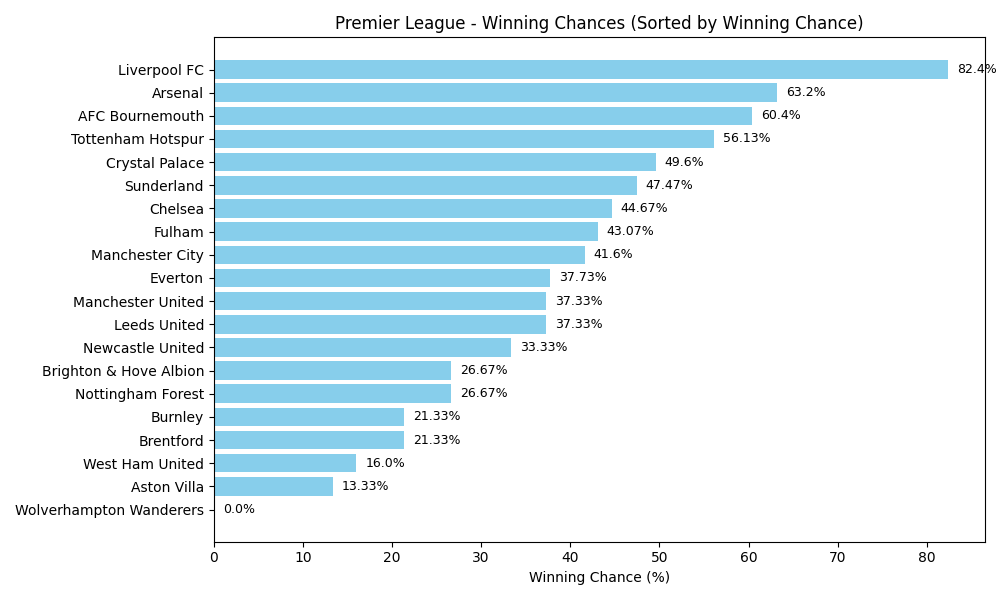 Premier League - Winning Chances (Sorted by Winning Chance)
Liverpool FC 82.4%
Arsenal 63.2%
AFC Bournemouth 60.4%
Tottenham Hotspur 56.13%
Crystal Palace 49.6%
Sunderland 47.47%
Chelsea 44.67%
Fulham 43.07%
Manchester City 41.6%
Everton 37.73%
Manchester United 37.33%
Leeds United 37.33%
Newcastle United 33.33%
Brighton & Hove Albion 26.67%
Nottingham Forest 26.67%
Burnley 21.33%
Brentford 21.33%
West Ham United 16.0%
Aston Villa 13.33%
Wolverhampton Wanderers 0.0%
0 10 20 30 40 50 60 70 80
Winning Chance (%)